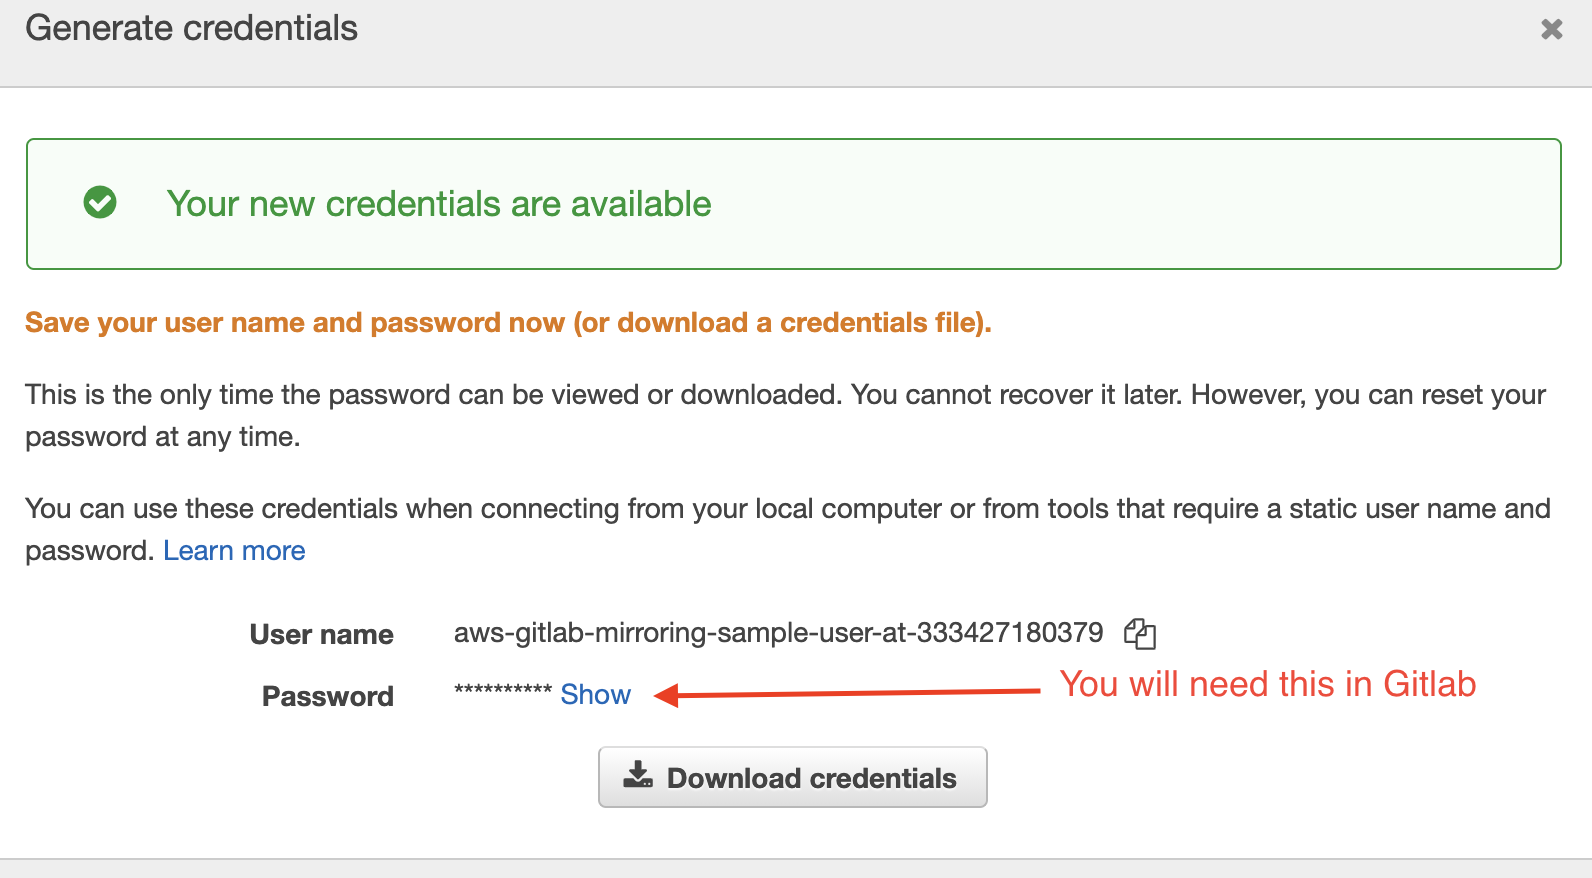 Generate credentials
Your new credentials are available
Save your user name and password now (or download a credentials file).
This is the only time the password can be viewed or downloaded. You cannot recover it later. However, you can reset your
password at any time.
You can use these credentials when connecting from your local computer or from tools that require a static user name and
password. Learn more
User name aws-gitlab-mirroring-sample-user-at-333427180379
Password ********** Show You will need this in Gitlab
Download credentials